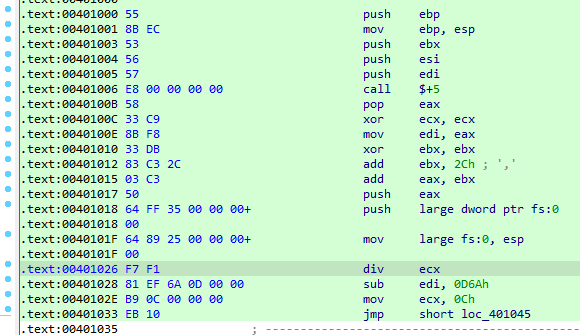 .text:00401000
.text:00401000 55 push ebp
.text:00401001 8B EC mov ebp, esp
.text:00401003 53 push ebx
.text:00401004 56 push esi
.text:00401005 57 push edi
.text:00401006 E8 00 00 00 00 call $+5
.text:0040100B 58 pop eax
.text:0040100C 33 C9 xor ecx, ecx
.text:0040100E 8B F8 mov edi, eax
.text:00401010 33 DB xor ebx, ebx
.text:00401012 83 C3 2C add ebx, 2Ch ; ','
.text:00401015 03 C3 add eax, ebx
.text:00401017 50 push eax
.text:00401018 64 FF 35 00 00 00+ push large dword ptr fs:0
.text:00401018 00
.text:0040101F 64 89 25 00 00 00+ mov large fs:0, esp
.text:0040101F 00
.text:00401026 F7 F1 div ecx
.text:00401028 81 EF 6A 0D 00 00 sub edi, 0D6Ah
.text:0040102E B9 0C 00 00 00 mov ecx, 0Ch
.text:00401033 EB 10 jmp short loc_401045
.text:00401035 ; ---------------------------------------